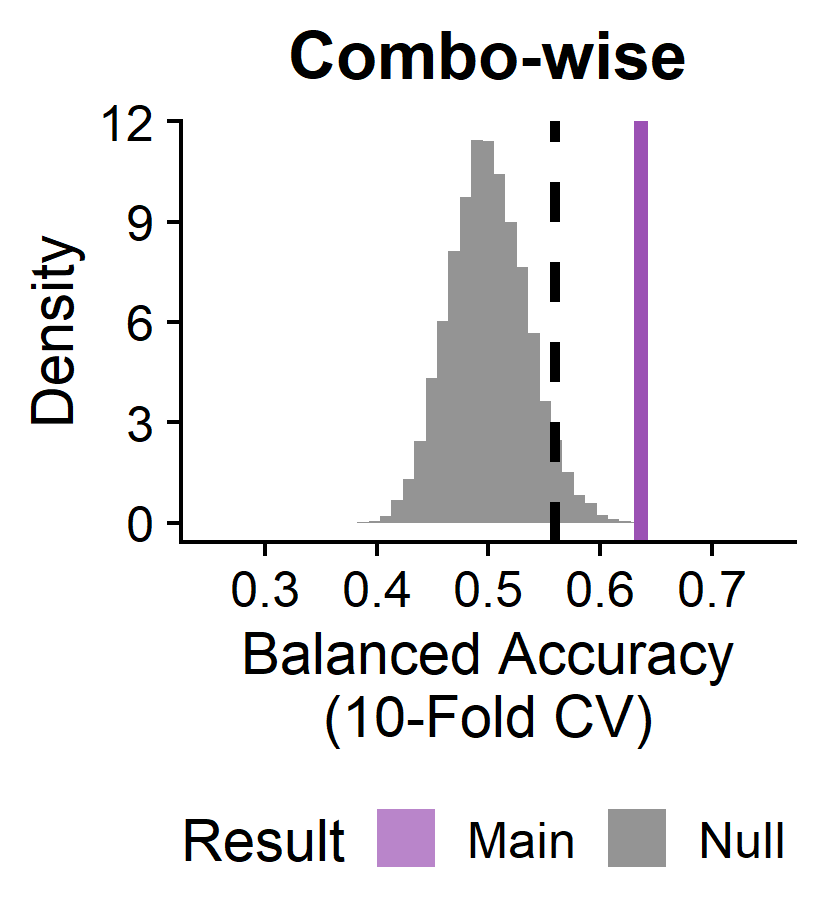 Combo-wise
12
9
6
3
0
Density
0.3 0.4 0.5 0.6 0.7
Balanced Accuracy
(10-Fold CV)
Result Main Null